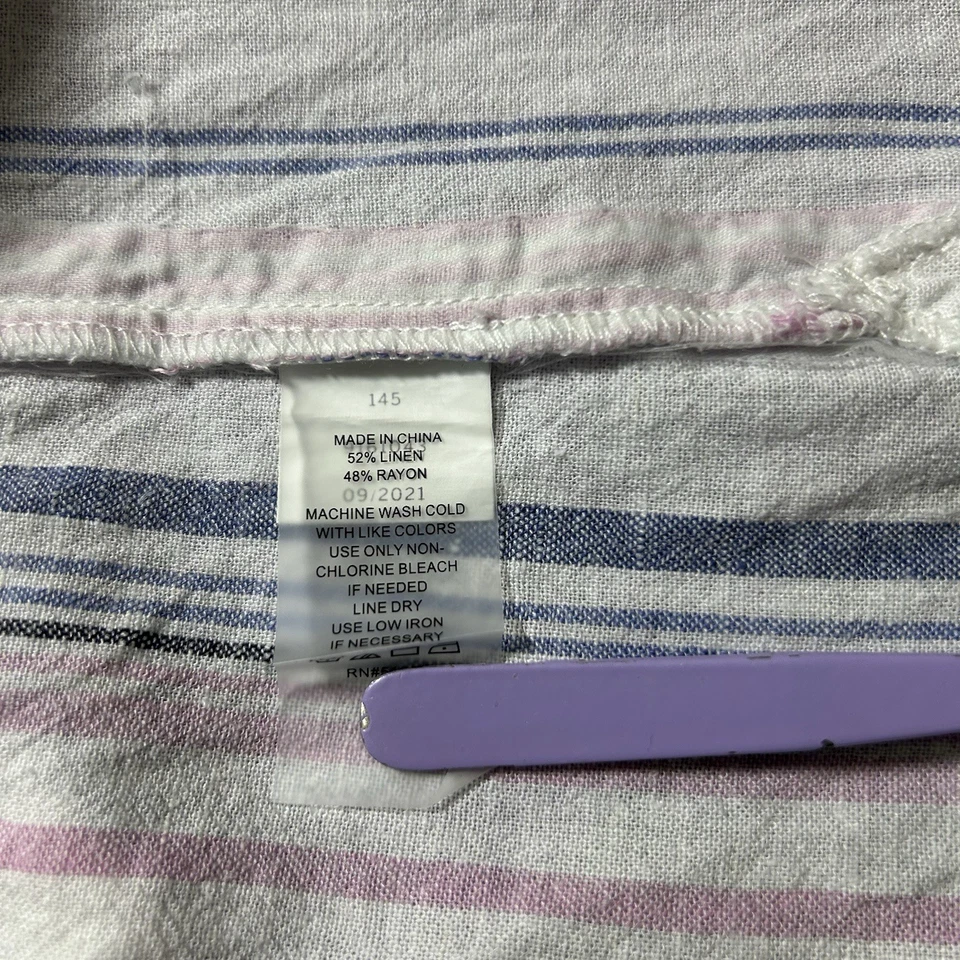 145
MADE IN CHINA
52% LINEN
48% RAYON
09/2021
MACHINE WASH COLD
WITH LIKE COLORS
USE ONLY NON-
CHLORINE BLEACH
IF NEEDED
LINE DRY
USE LOW IRON
IF NECESSARY